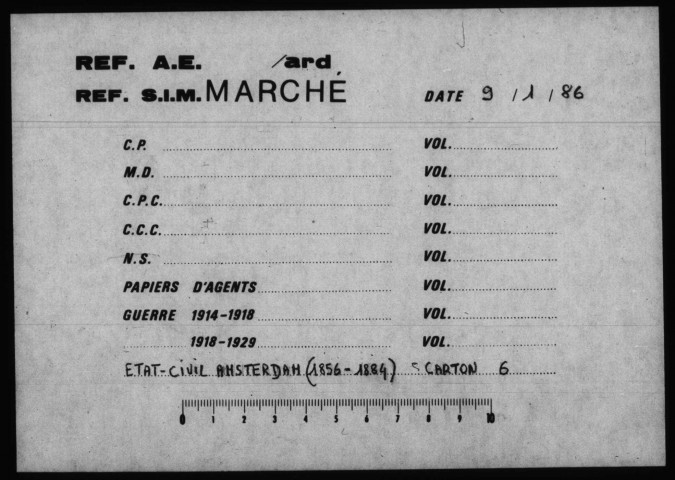 REF. A.E. /ard
REF. S.I.M. MARCHÉ DATE 9 / 1 / 86
C.P. VOL.
M.D. VOL.
C.P.C. VOL.
C.C.C. VOL.
N.S. VOL.
PAPIERS D'AGENTS VOL.
GUERRE 1914-1918 VOL.
1918-1929 VOL.
ETAT-CIVIL AMSTERDAM (1856-1884) CARTON 6
0 1 2 3 4 5 6 7 8 9 10